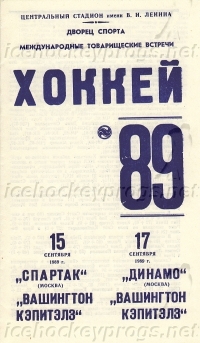 ЦЕНТРАЛЬНЫЙ СТАДИОН имени В. И. ЛЕНИНА
ДВОРЕЦ СПОРТА
МЕЖДУНАРОДНЫЕ ТОВАРИЩЕСКИЕ ВСТРЕЧИ
ХОККЕЙ
89
15
СЕНТЯБРЯ
1989 г.
„СПАРТАК“
(МОСКВА)
„ВАШИНГТОН
КЭПИТЭЛЗ“
17
СЕНТЯБРЯ
1989 г.
„ДИНАМО“
(МОСКВА)
„ВАШИНГТОН
КЭПИТЭЛЗ“
icehockeyprogs.net